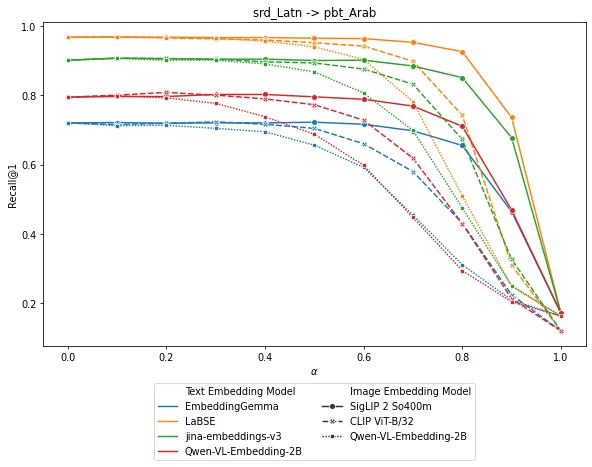 srd_Latn -> pbt_Arab
1.0
0.8
0.6
0.4
0.2
Recall@1
0.0 0.2 0.4 0.6 0.8 1.0
α
Text Embedding Model Image Embedding Model
EmbeddingGemma SigLIP 2 So400m
LaBSE CLIP ViT-B/32
jina-embeddings-v3 Qwen-VL-Embedding-2B
Qwen-VL-Embedding-2B